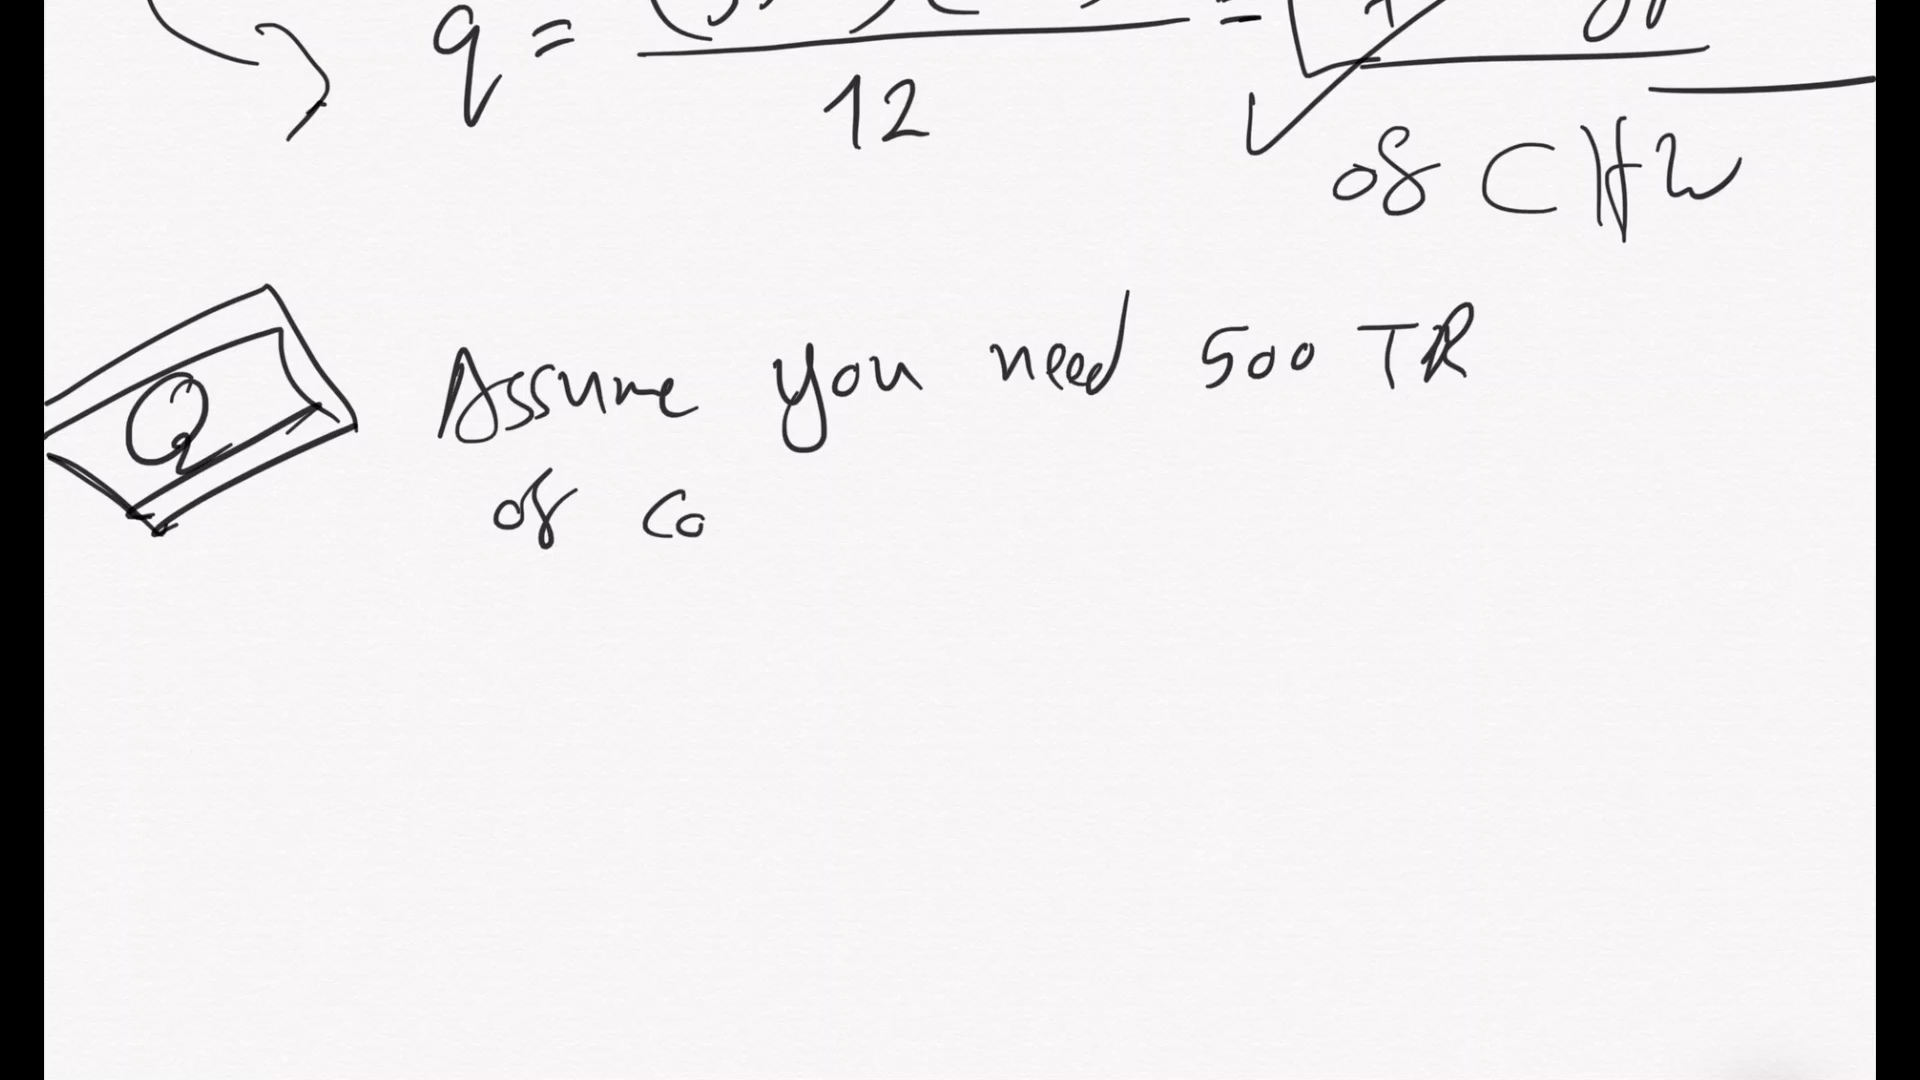 q =
12
of CHW
Q
Assume you need 500 TR
of co